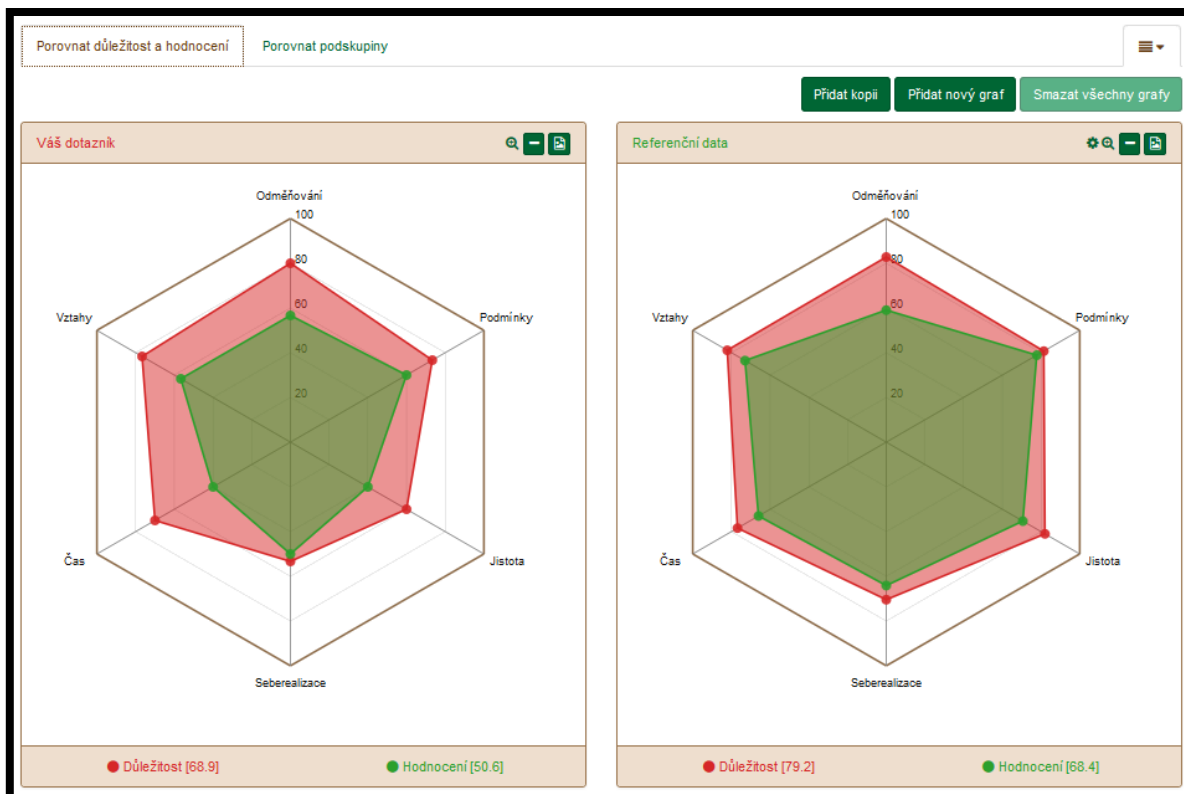 Porovnat důležitost a hodnocení
Porovnat podskupiny
Přidat kopii
Přidat nový graf
Smazat všechny grafy
Váš dotazník
Odměňování
100
80
60
40
20
Vztahy
Podmínky
Čas
Jistota
Seberealizace
Důležitost [68.9]
Hodnocení [50.6]
Referenční data
Odměňování
100
80
60
40
20
Vztahy
Podmínky
Čas
Jistota
Seberealizace
Důležitost [79.2]
Hodnocení [68.4]